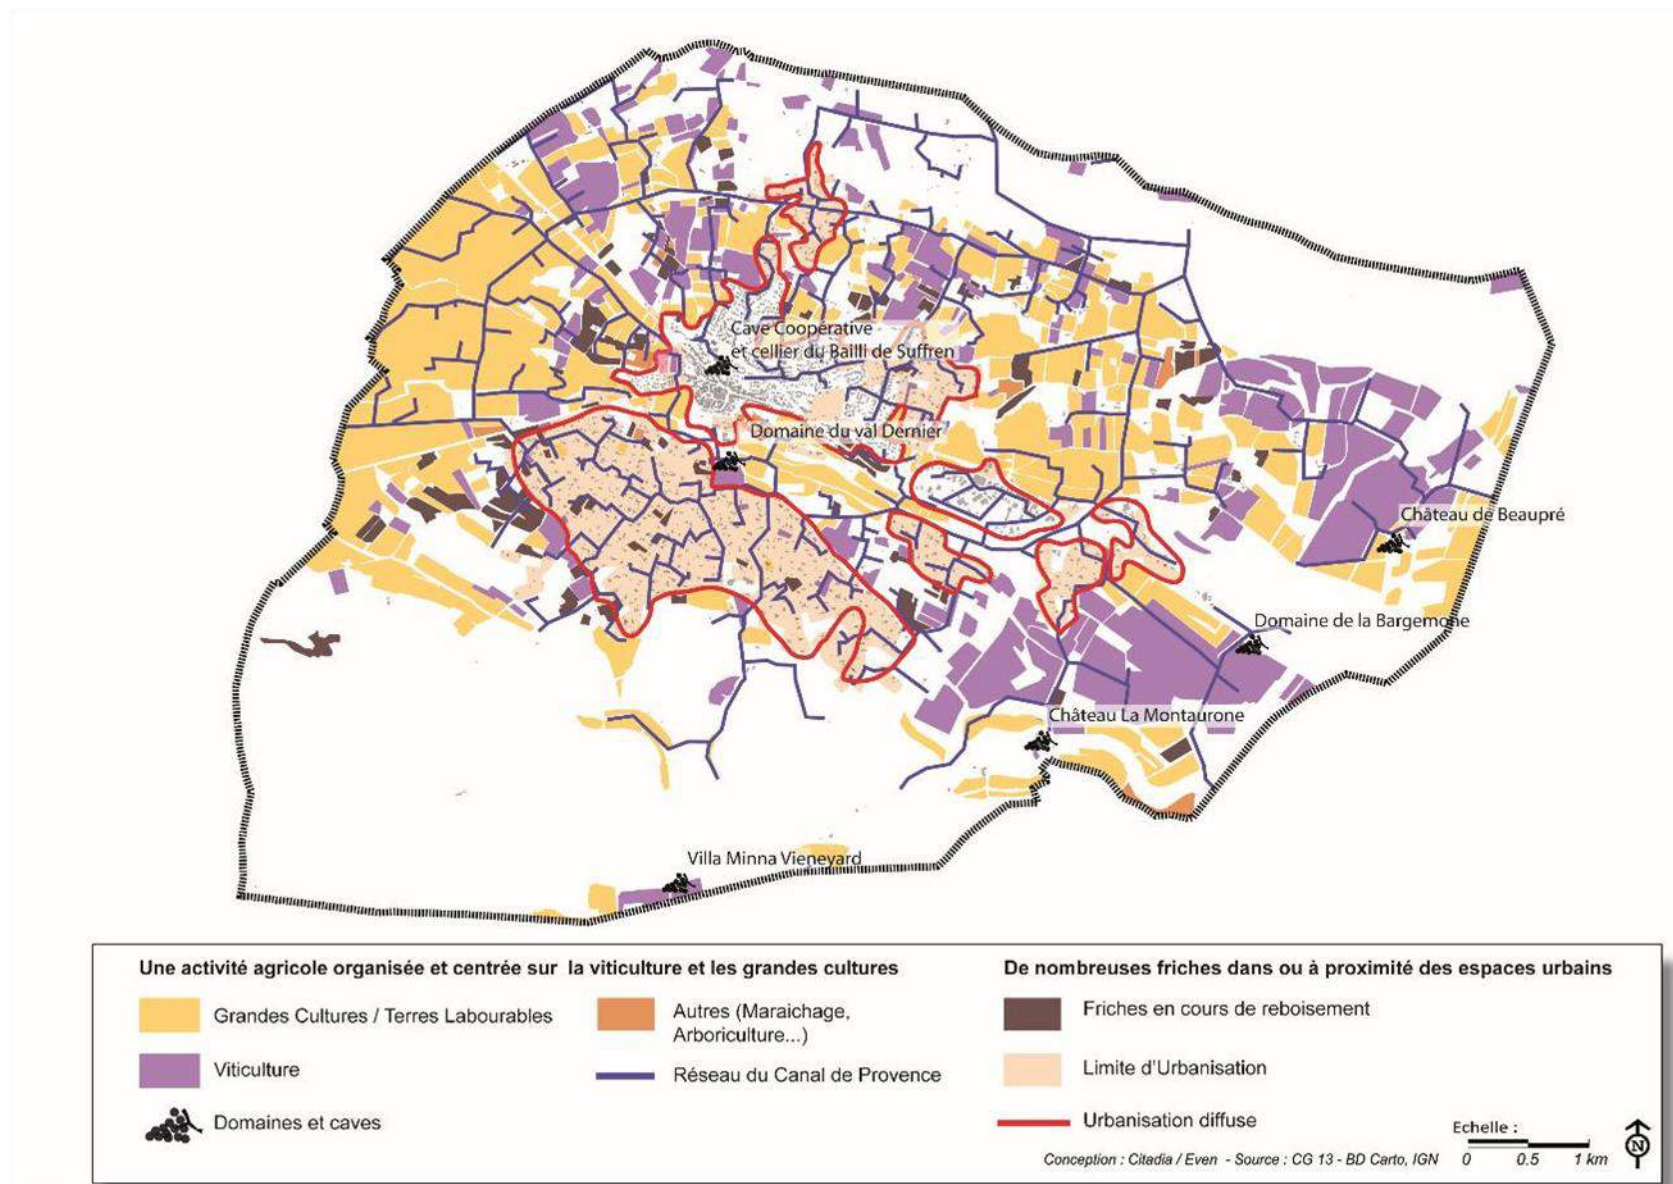 Cave Coopérative
et cellier du Bailli de Suffren
Domaine du val Dernier
Château de Beaupré
Domaine de la Bargemone
Château La Montaurone
Villa Minna Vieneyard
Une activité agricole organisée et centrée sur la viticulture et les grandes cultures
Grandes Cultures / Terres Labourables
Viticulture
Domaines et caves
Autres (Maraichage,
Arboriculture...)
Réseau du Canal de Provence
De nombreuses friches dans ou à proximité des espaces urbains
Friches en cours de reboisement
Limite d'Urbanisation
Urbanisation diffuse
Conception : Citadia / Even - Source : CG 13 - BD Carto, IGN
Echelle :
0 0.5 1 km
N